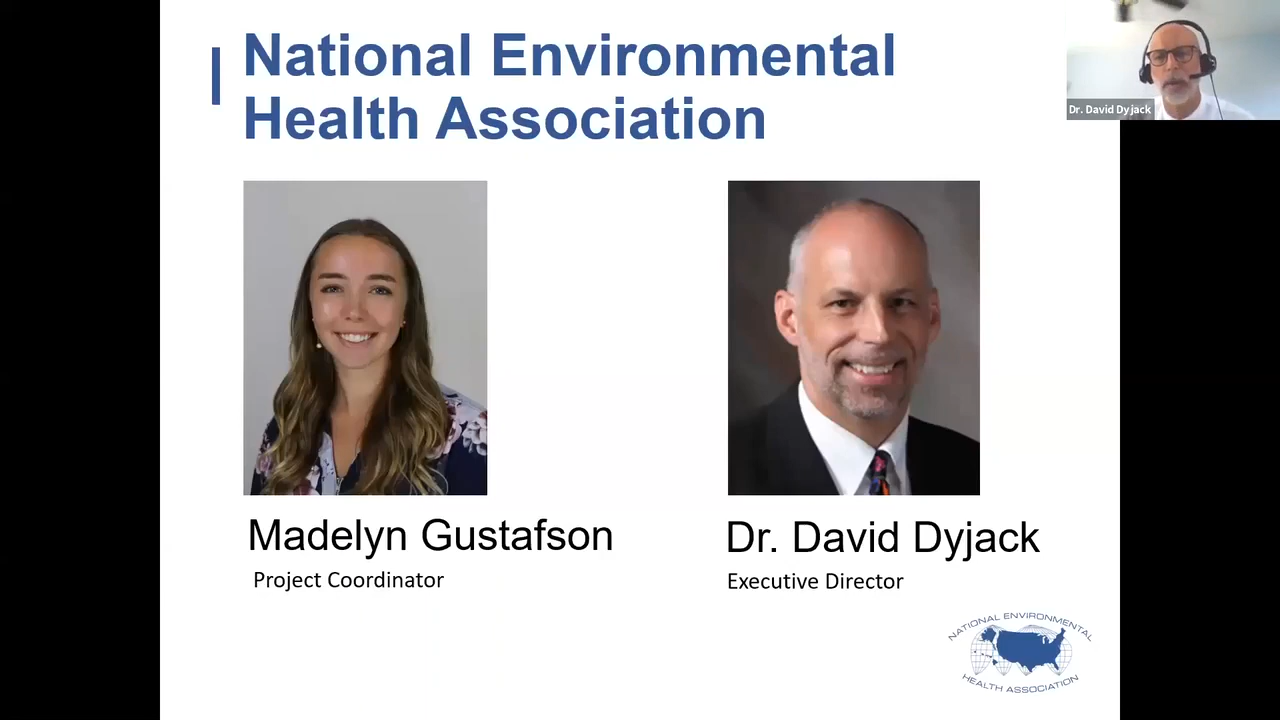 National Environmental
Health Association
Dr. David Dyjack
Madelyn Gustafson
Dr. David Dyjack
Project Coordinator
Executive Director
NATIONAL ENVIRONMENTAL
HEALTH ASSOCIATION